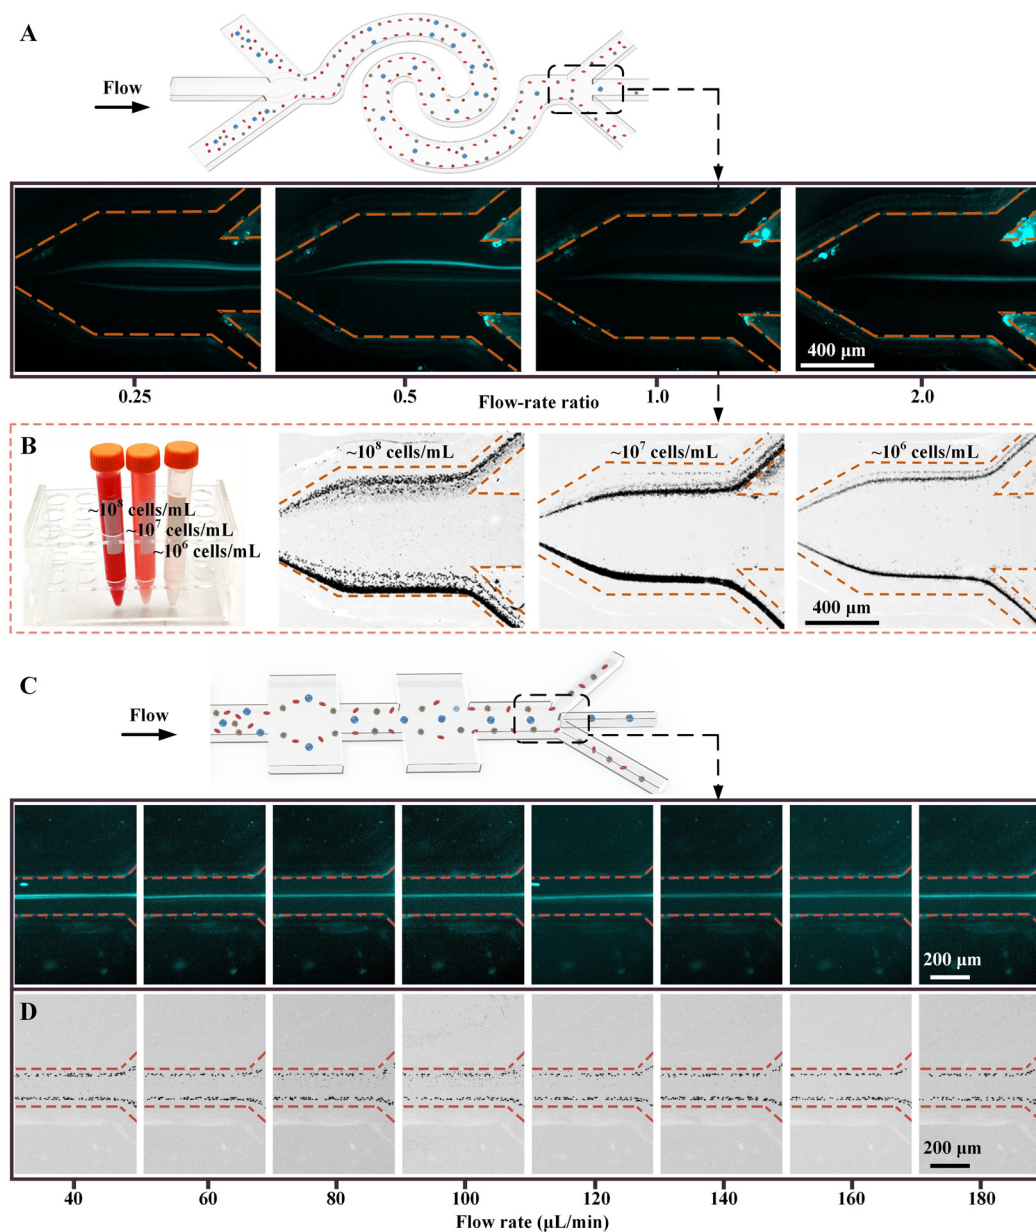 A
Flow
400 μm
0.25
0.5
1.0
2.0
Flow-rate ratio
B
~10⁸ cells/mL
~10⁷ cells/mL
~10⁶ cells/mL
~10⁸ cells/mL
~10⁷ cells/mL
~10⁶ cells/mL
400 μm
C
Flow
200 μm
D
200 μm
40
60
80
100
120
140
160
180
Flow rate (μL/min)